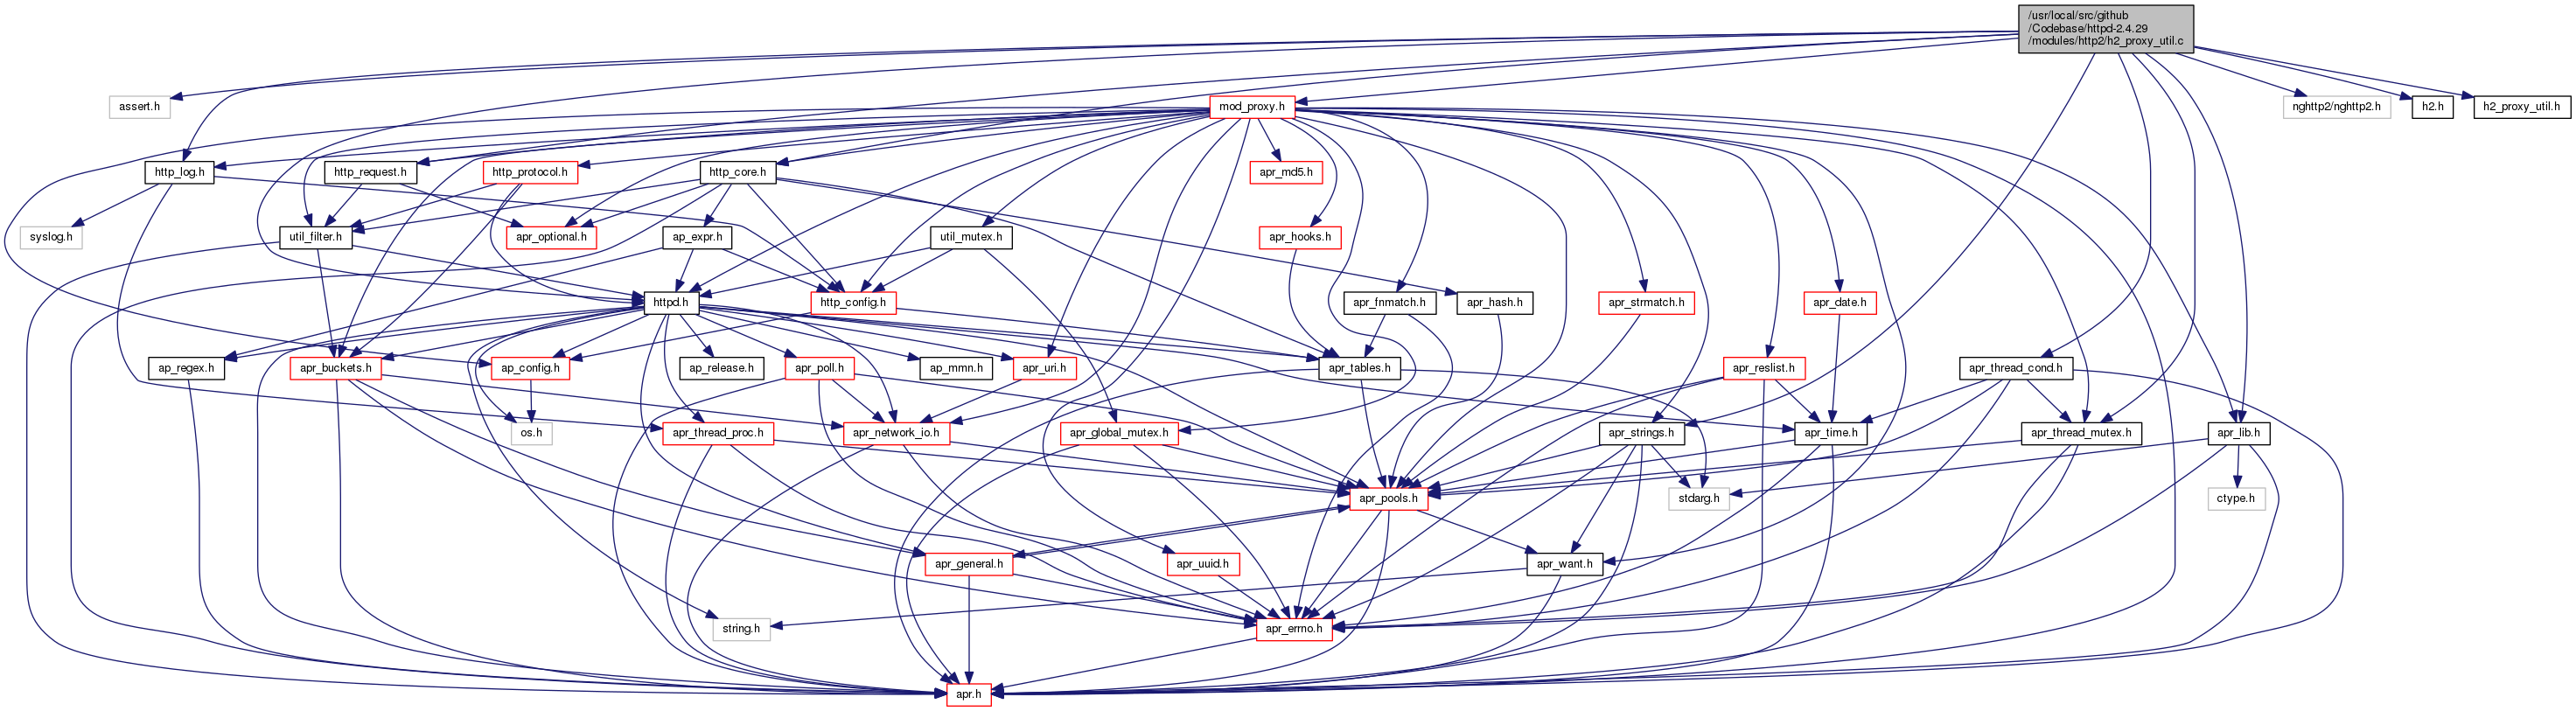 /usr/local/src/github
/Codebase/httpd-2.4.29
/modules/http2/h2_proxy_util.c
assert.h
mod_proxy.h
nghttp2/nghttp2.h
h2.h
h2_proxy_util.h
http_log.h
http_request.h
http_protocol.h
http_core.h
apr_md5.h
syslog.h
util_filter.h
apr_optional.h
ap_expr.h
util_mutex.h
apr_hooks.h
httpd.h
http_config.h
apr_fnmatch.h
apr_hash.h
apr_strmatch.h
apr_date.h
ap_regex.h
apr_buckets.h
ap_config.h
ap_release.h
apr_poll.h
ap_mmn.h
apr_uri.h
apr_tables.h
apr_reslist.h
apr_thread_cond.h
os.h
apr_thread_proc.h
apr_network_io.h
apr_global_mutex.h
apr_strings.h
apr_time.h
apr_thread_mutex.h
apr_lib.h
apr_pools.h
stdarg.h
ctype.h
apr_general.h
apr_uuid.h
apr_want.h
string.h
apr_errno.h
apr.h